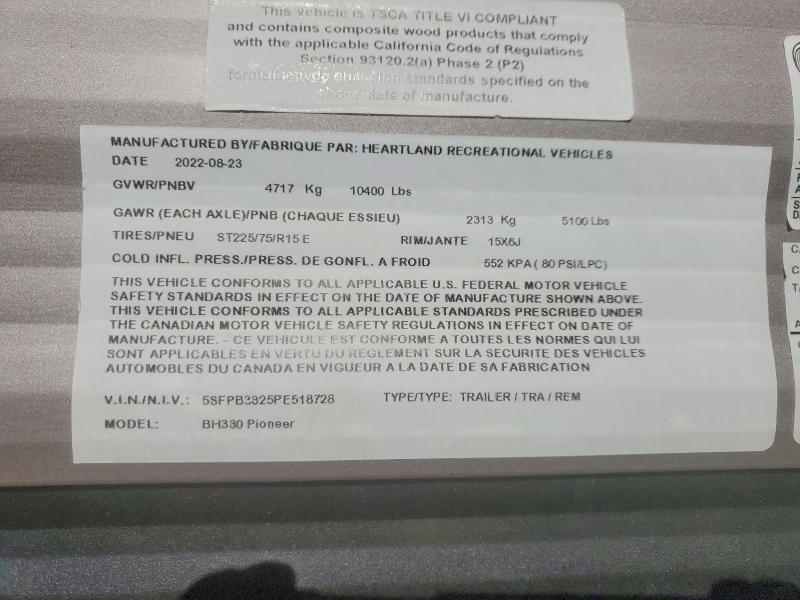 This vehicle is TSCA TITLE VI COMPLIANT
and contains composite wood products that comply
with the applicable California Code of Regulations
Section 93120.2(a) Phase 2 (P2)
formaldehyde emission standards specified on the
above date of manufacture.
MANUFACTURED BY/FABRIQUE PAR: HEARTLAND RECREATIONAL VEHICLES
DATE 2022-08-23
GVWR/PNBV 4717 Kg 10400 Lbs
GAWR (EACH AXLE)/PNB (CHAQUE ESSIEU) 2313 Kg 5100 Lbs
TIRES/PNEU ST225/75/R15 E RIM/JANTE 15X6J
COLD INFL. PRESS./PRESS. DE GONFL. A FROID 552 KPA ( 80 PSI/LPC)
THIS VEHICLE CONFORMS TO ALL APPLICABLE U.S. FEDERAL MOTOR VEHICLE
SAFETY STANDARDS IN EFFECT ON THE DATE OF MANUFACTURE SHOWN ABOVE.
THIS VEHICLE CONFORMS TO ALL APPLICABLE STANDARDS PRESCRIBED UNDER
THE CANADIAN MOTOR VEHICLE SAFETY REGULATIONS IN EFFECT ON DATE OF
MANUFACTURE. - CE VEHICULE EST CONFORME A TOUTES LES NORMES QUI LUI
SONT APPLICABLES EN VERTU DU REGLEMENT SUR LA SECURITE DES VEHICLES
AUTOMOBILES DU CANADA EN VIGUEUR A LA DATE DE SA FABRICATION
V.I.N./N.I.V.: 5SFPB3825PE518728 TYPE/TYPE: TRAILER / TRA / REM
MODEL: BH330 Pioneer